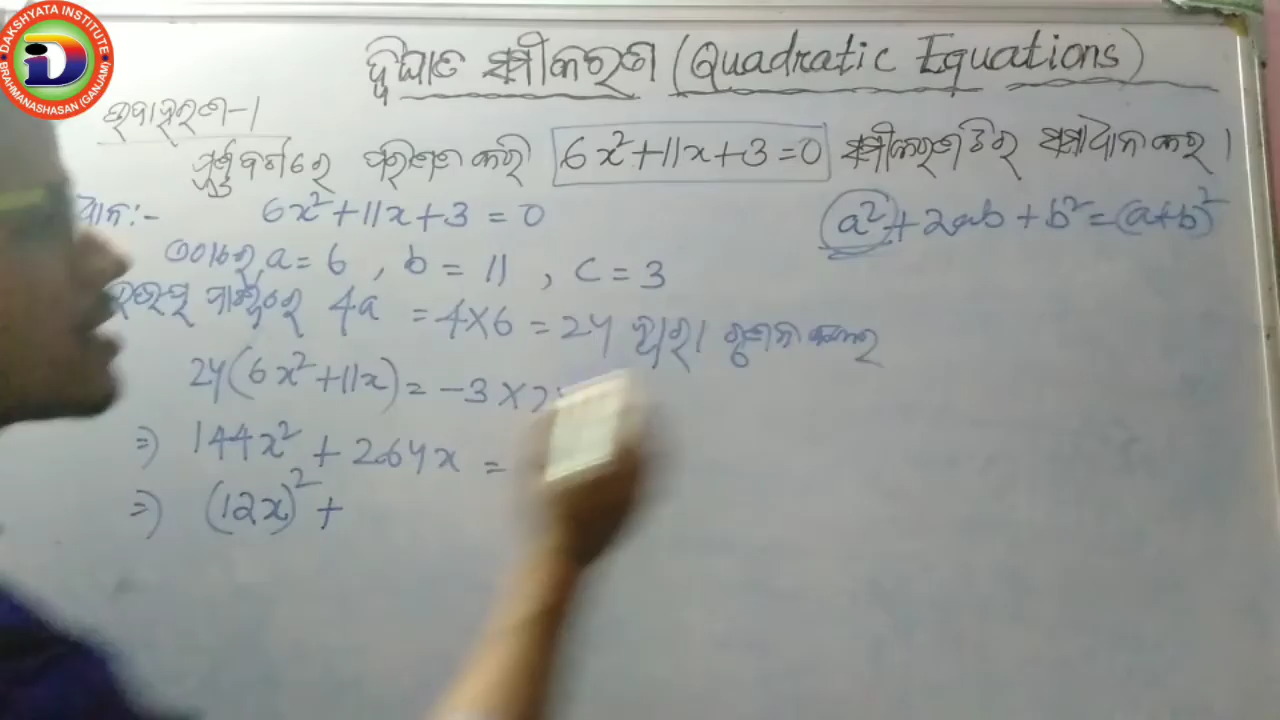 DAKSHYATA INSTITUTE
BRAHMANASHASAN (GANJAM)
ଦ୍ୱିଘାତ ସମୀକରଣ (Quadratic Equations)
ଉଦାହରଣ-1
ପୂର୍ଣ୍ଣବର୍ଗରେ ପରିଣତ କରି 6x²+11x+3=0 ସମୀକରଣଟିର ସମାଧାନ କର ।
ଧାନ:- 6x²+11x+3 = 0
a²+2ab+b²=(a+b)²
ଏଠାରେ, a=6 , b = 11 , c = 3
ପାର୍ଶ୍ୱରେ 4a = 4×6 = 24 ଦ୍ୱାରା ଗୁଣନ କଲେ
24(6x²+11x) = -3×2
⇒ 144x² + 264x =
⇒ (12x)² +